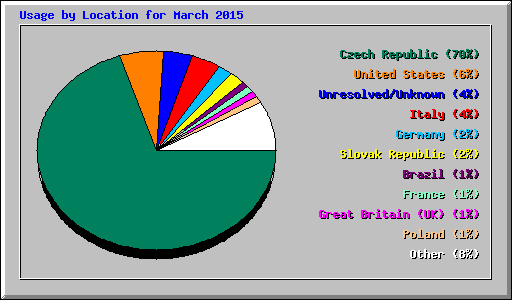 Usage by Location for March 2015
Czech Republic (70%)
United States (6%)
Unresolved/Unknown (4%)
Italy (4%)
Germany (2%)
Slovak Republic (2%)
Brazil (1%)
France (1%)
Great Britain (UK) (1%)
Poland (1%)
Other (8%)